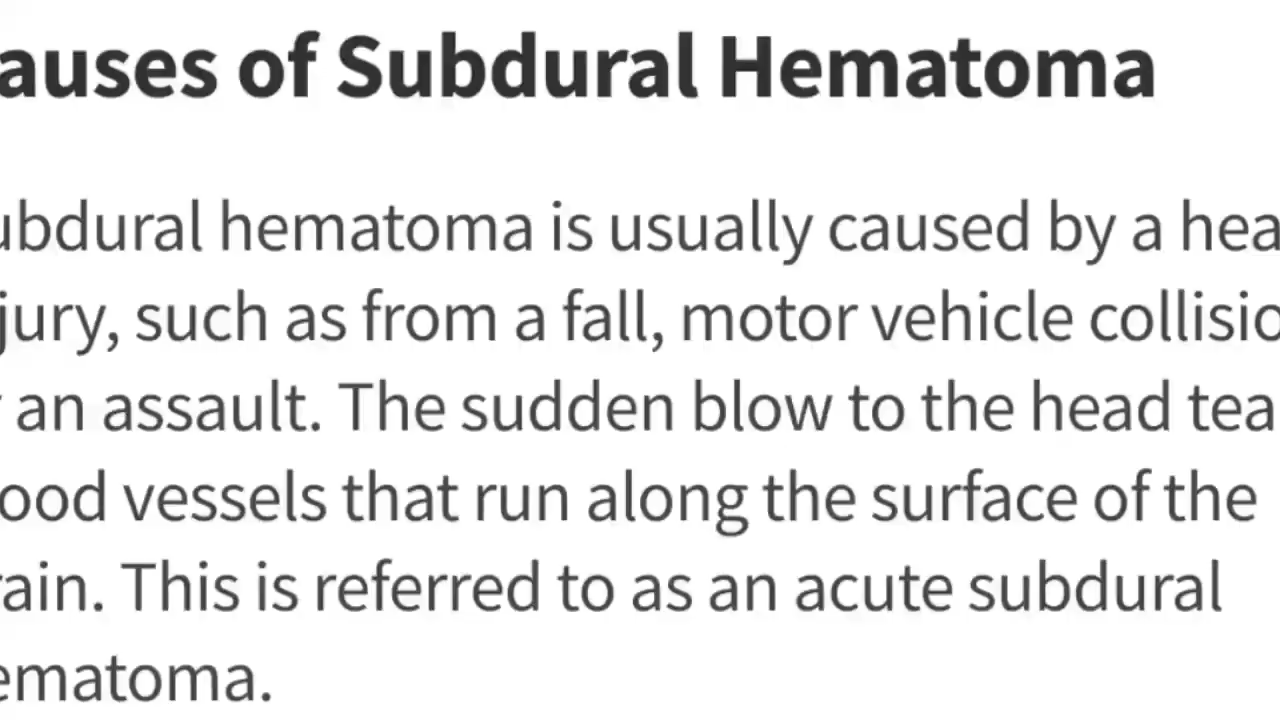 auses of Subdural Hematoma
ubdural hematoma is usually caused by a hea
jury, such as from a fall, motor vehicle collisio
an assault. The sudden blow to the head tea
ood vessels that run along the surface of the
ain. This is referred to as an acute subdural
ematoma.